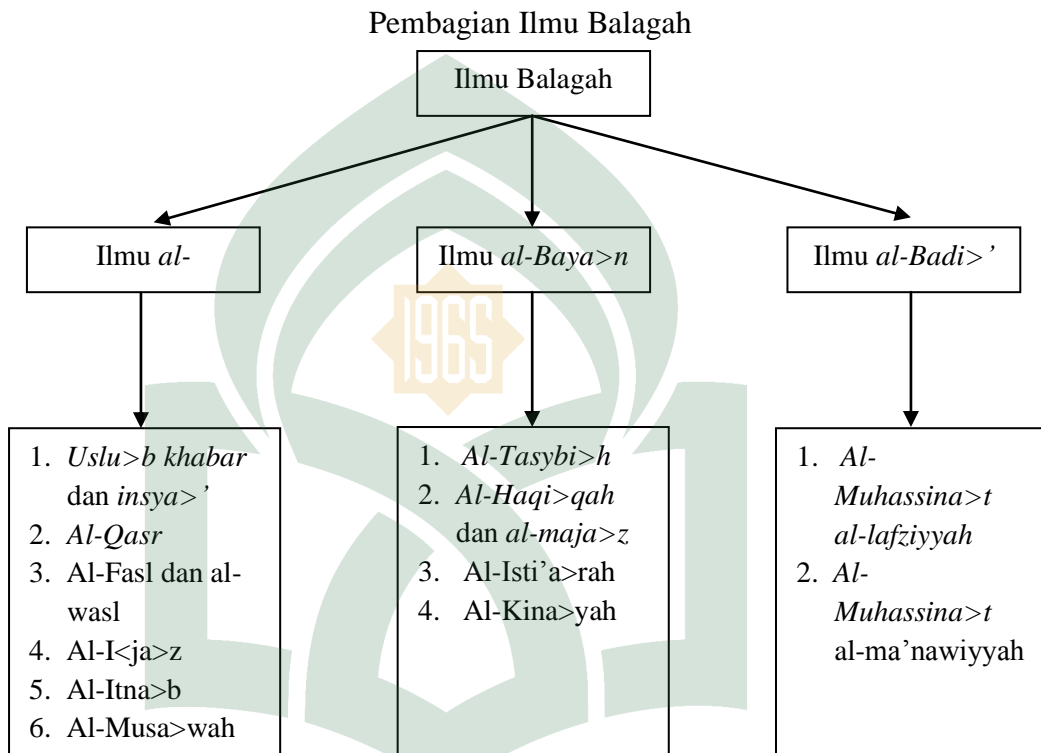 Pembagian Ilmu Balagah
Ilmu Balagah
Ilmu al-
Ilmu al-Baya>n
Ilmu al-Badi>’
1. Uslu>b khabar
dan insya>’
2. Al-Qasr
3. Al-Fasl dan al-
wasl
4. Al-I<ja>z
5. Al-Itna>b
6. Al-Musa>wah
1. Al-Tasybi>h
2. Al-Haqi>qah
dan al-maja>z
3. Al-Isti’a>rah
4. Al-Kina>yah
1. Al-
Muhassina>t
al-lafziyyah
2. Al-
Muhassina>t
al-ma’nawiyyah
1965